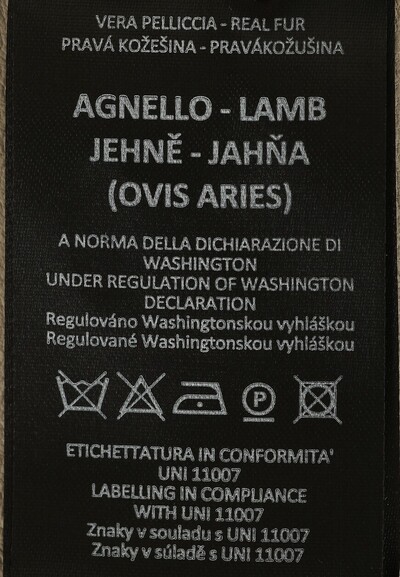 VERA PELLICCIA - REAL FUR
PRAVÁ KOŽEŠINA - PRAVÁKOŽUŠINA
AGNELLO - LAMB
JEHNĚ - JAHŇA
(OVIS ARIES)
A NORMA DELLA DICHIARAZIONE DI
WASHINGTON
UNDER REGULATION OF WASHINGTON
DECLARATION
Regulováno Washingtonskou vyhláškou
Regulované Washingtonskou vyhláškou
P
ETICHETTATURA IN CONFORMITA'
UNI 11007
LABELLING IN COMPLIANCE
WITH UNI 11007
Znaky v souladu s UNI 11007
Znaky v súladě s UNI 11007